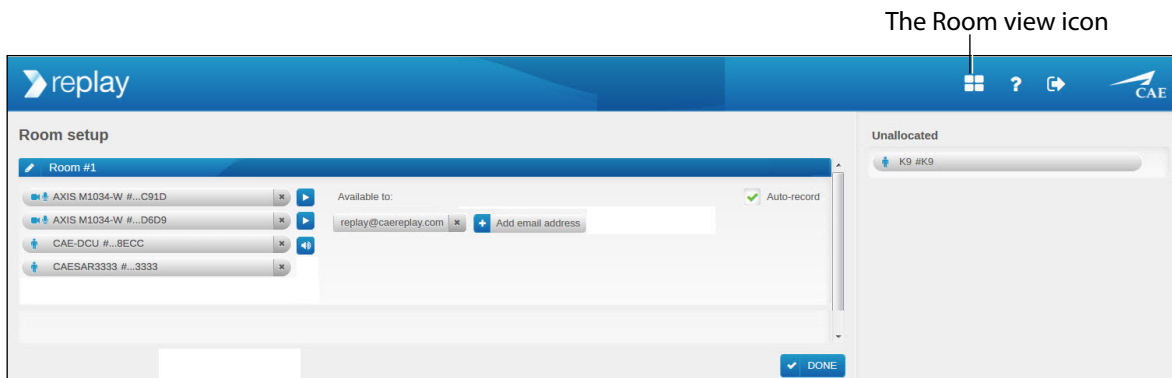 The Room view icon
replay
?
CAE
Room setup
Unallocated
Room #1
K9 #K9
AXIS M1034-W #...C91D
Available to:
Auto-record
AXIS M1034-W #...D6D9
replay@caereplay.com
Add email address
CAE-DCU #...8ECC
CAESAR3333 #...3333
DONE